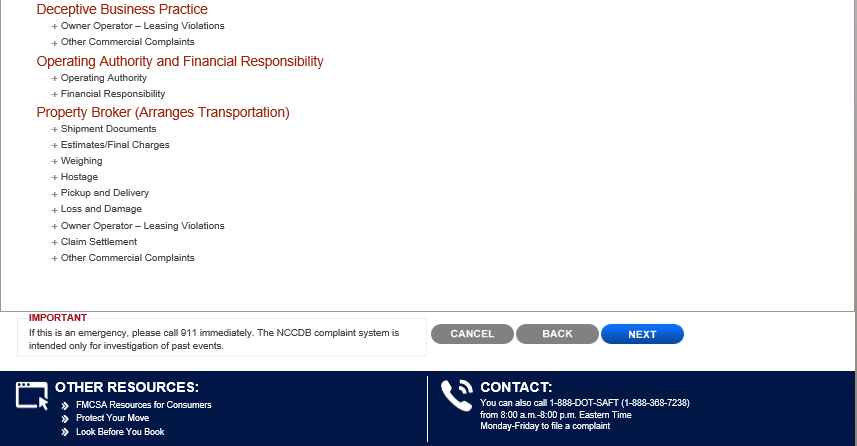 Deceptive Business Practice
+ Owner Operator – Leasing Violations
+ Other Commercial Complaints
Operating Authority and Financial Responsibility
+ Operating Authority
+ Financial Responsibility
Property Broker (Arranges Transportation)
+ Shipment Documents
+ Estimates/Final Charges
+ Weighing
+ Hostage
+ Pickup and Delivery
+ Loss and Damage
+ Owner Operator – Leasing Violations
+ Claim Settlement
+ Other Commercial Complaints
IMPORTANT
If this is an emergency, please call 911 immediately. The NCCDB complaint system is
intended only for investigation of past events.
CANCEL
BACK
NEXT
OTHER RESOURCES:
FMCSA Resources for Consumers
Protect Your Move
Look Before You Book
CONTACT:
You can also call 1-888-DOT-SAFT (1-888-368-7238)
from 8:00 a.m.-8:00 p.m. Eastern Time
Monday-Friday to file a complaint